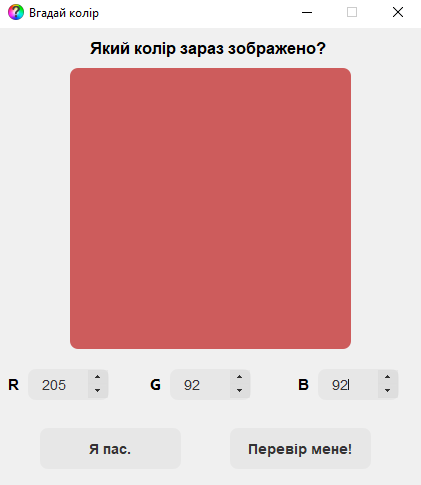 Вгадай колір
Який колір зараз зображено?
R 205 G 92 B 92
Я пас. Перевір мене!